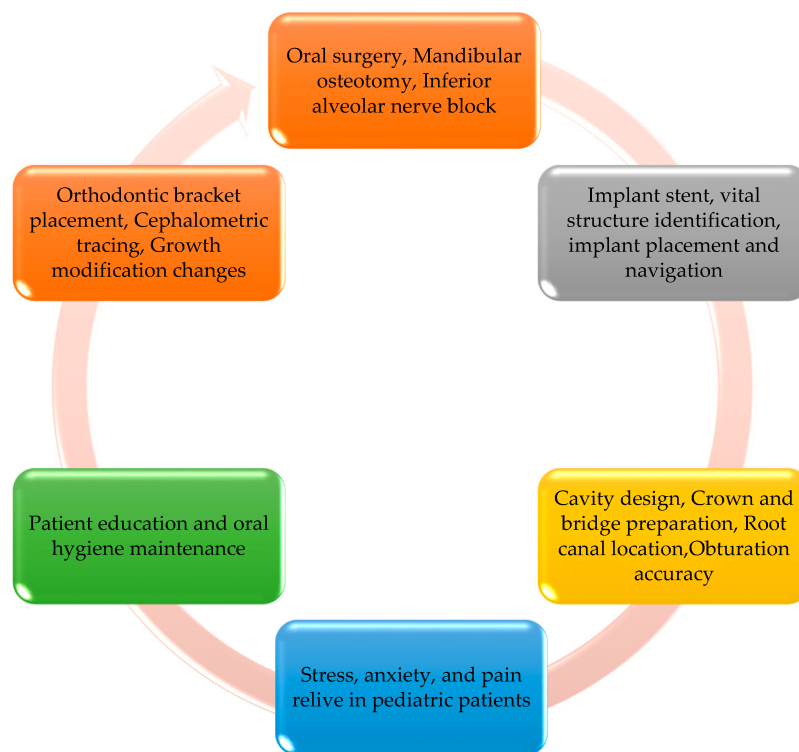 Oral surgery, Mandibular
osteotomy, Inferior
alveolar nerve block
Implant stent, vital
structure identification,
implant placement and
navigation
Cavity design, Crown and
bridge preparation, Root
canal location,Obturation
accuracy
Stress, anxiety, and pain
relive in pediatric patients
Patient education and oral
hygiene maintenance
Orthodontic bracket
placement, Cephalometric
tracing, Growth
modification changes